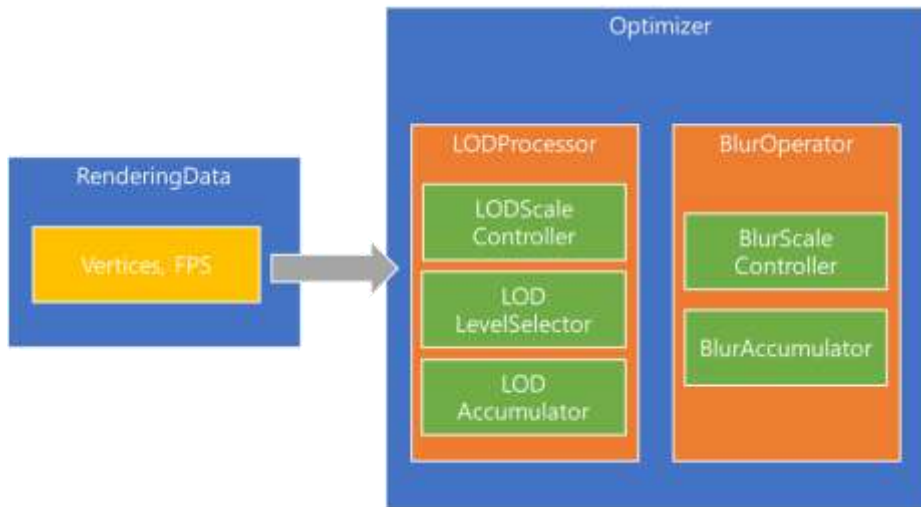 Optimizer
RenderingData
Vertices, FPS
LODProcessor
LODScale
Controller
LOD
LevelSelector
LOD
Accumulator
BlurOperator
BlurScale
Controller
BlurAccumulator